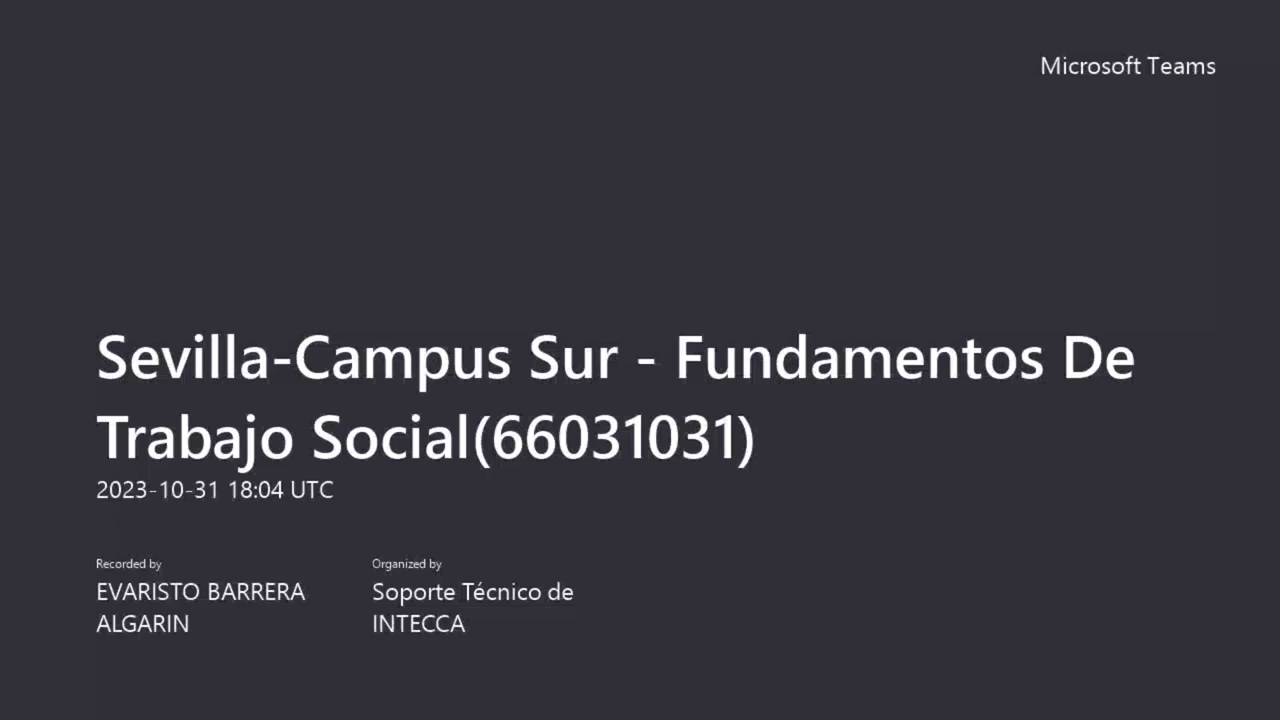 Microsoft Teams
Sevilla-Campus Sur - Fundamentos De
Trabajo Social(66031031)
2023-10-31 18:04 UTC
Recorded by
EVARISTO BARRERA
ALGARIN
Organized by
Soporte Técnico de
INTECCA